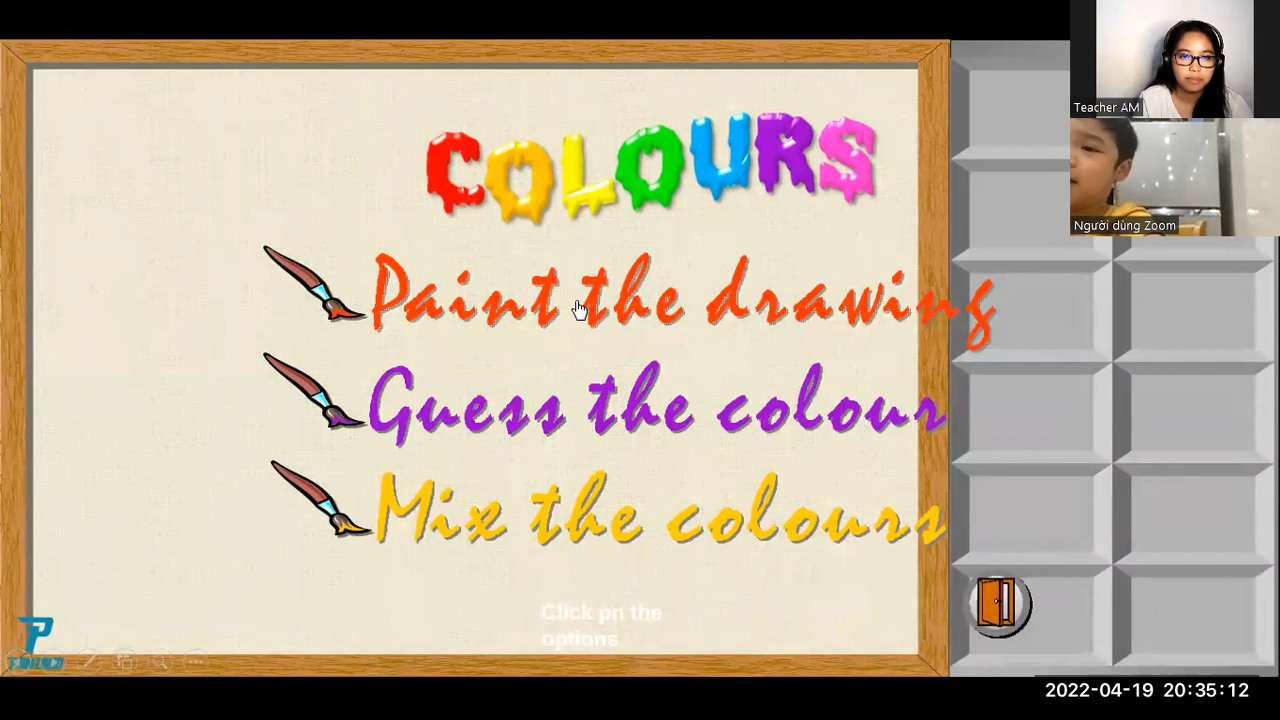 Teacher AM
Người dùng Zoom
COLOURS
Paint the drawing
Guess the colour
Mix the colours
Click pn the
options
2022-04-19 20:35:12